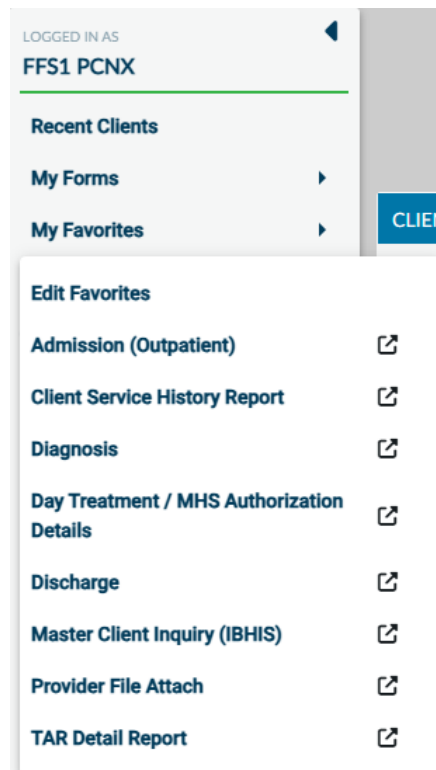 LOGGED IN AS
FFS1 PCNX
Recent Clients
My Forms
My Favorites
Edit Favorites
Admission (Outpatient)
Client Service History Report
Diagnosis
Day Treatment / MHS Authorization
Details
Discharge
Master Client Inquiry (IBHIS)
Provider File Attach
TAR Detail Report